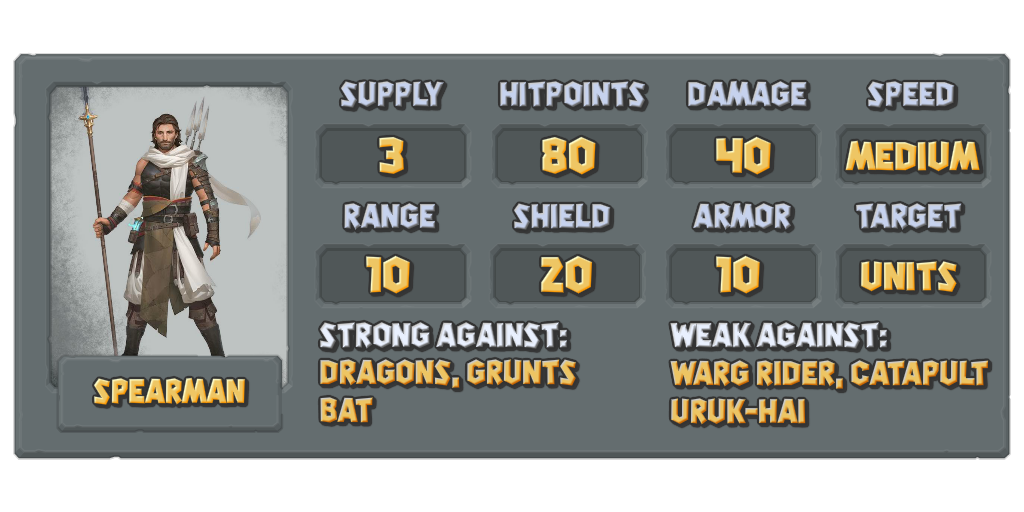 SUPPLY HITPOINTS DAMAGE SPEED
3 80 40 MEDIUM
RANGE SHIELD ARMOR TARGET
10 20 10 UNITS
STRONG AGAINST:
DRAGONS, GRUNTS
BAT
WEAK AGAINST:
WARG RIDER, CATAPULT
URUK-HAI
SPEARMAN